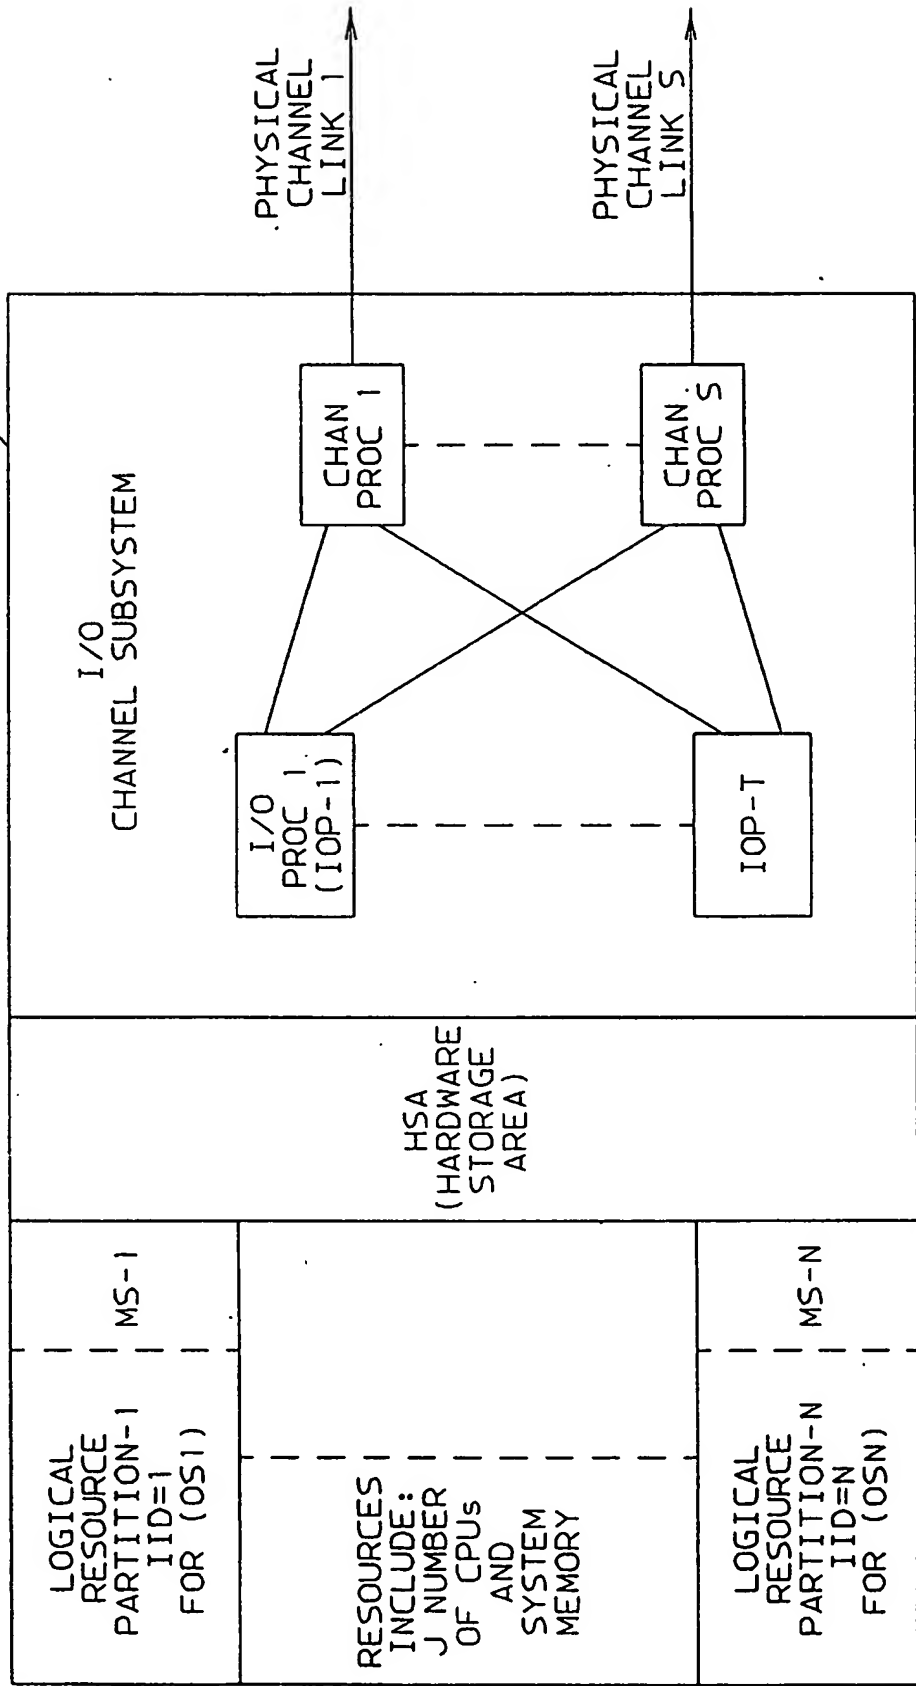 LOGICAL
RESOURCE
PARTITION-1
IID=1
FOR (OS1)
MS-1
RESOURCES
INCLUDE:
J NUMBER
OF CPUs
AND
SYSTEM
MEMORY
LOGICAL
RESOURCE
PARTITION-N
IID=N
FOR (OSN)
MS-N
HSA
(HARDWARE
STORAGE
AREA)
I/O
CHANNEL SUBSYSTEM
I/O
PROC 1
(IOP-1)
IOP-T
CHAN
PROC 1
CHAN
PROC S
PHYSICAL
CHANNEL
LINK 1
PHYSICAL
CHANNEL
LINK S